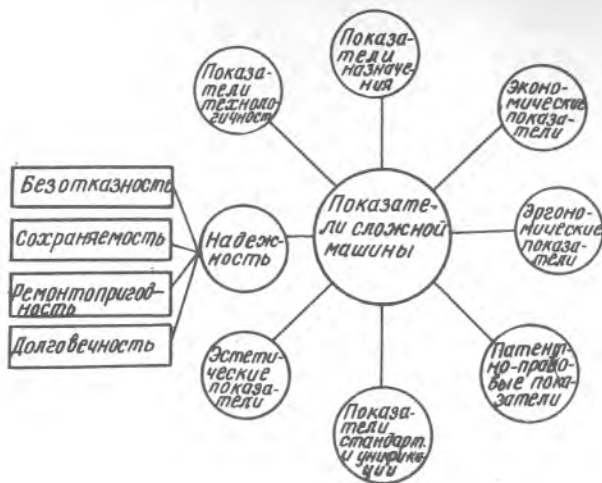 Показа-
тели
назначе-
ния
Показа-
тели
техноло-
гичность
Эконо-
мические
показа-
тели
Безотказность
Сохраняемость
Ремонтопригод-
ность
Долговечность
Надеж-
ность
Показате-
ли сложной
машины
Эргоно-
мические
показа-
тели
Эстети-
ческие
показа-
тели
Показа-
тели
стандарт.
и унифика-
ции
Патент-
но-право-
вые пока-
затели